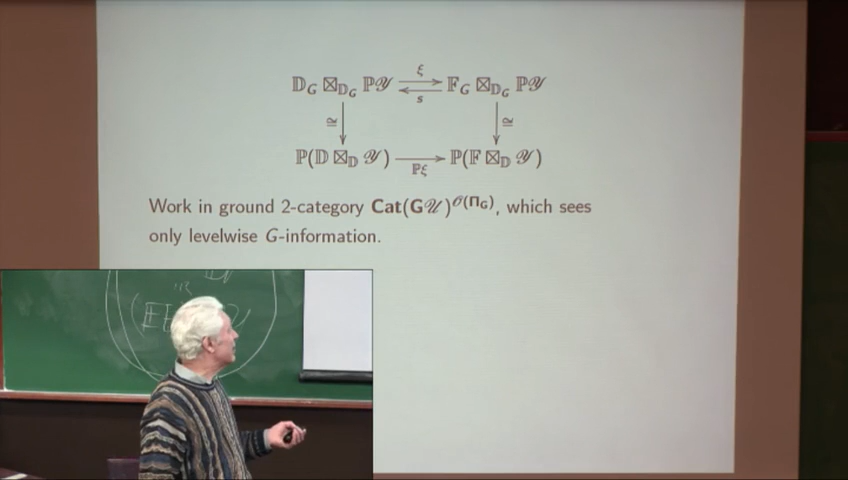 𝔻_G ⊠_{𝔻_G} ℙ𝒴 ⇄ 𝔽_G ⊠_{𝔻_G} ℙ𝒴
ξ
s
≅ ≅
ℙ(𝔻 ⊠_𝔻 𝒴) → ℙ(𝔽 ⊠_𝔻 𝒴)
ℙξ
Work in ground 2-category Cat(G𝒰)^{𝒪(Π_G)}, which sees
only levelwise G-information.